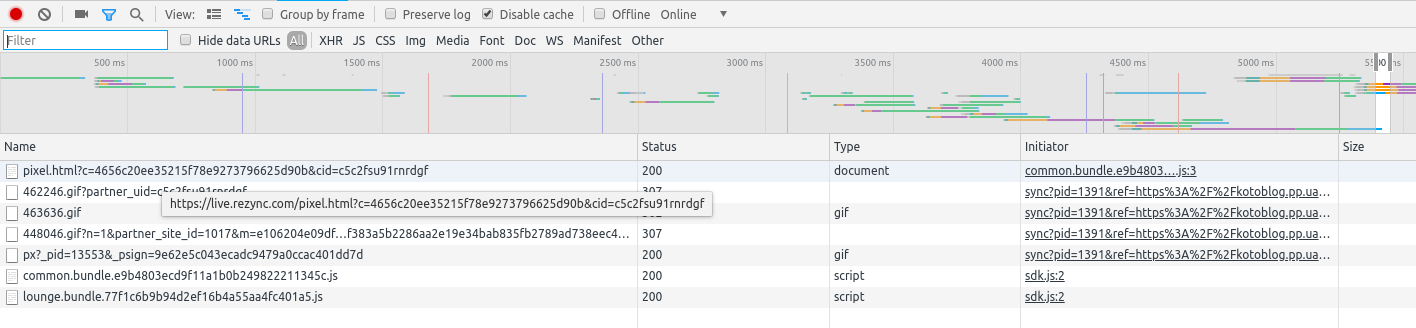 View: Group by frame Preserve log Disable cache Offline Online
Filter Hide data URLs All XHR JS CSS Img Media Font Doc WS Manifest Other
500 ms 1000 ms 1500 ms 2000 ms 2500 ms 3000 ms 3500 ms 4000 ms 4500 ms 5000 ms
Name Status Type Initiator Size
pixel.html?c=4656c20ee35215f78e9273796625d90b&cid=c5c2fsu91rnrdgf 200 document common.bundle.e9b4803….js:3
462246.gif?partner_uid=c5c2fsu91rnrdgf 307 sync?pid=1391&ref=https%3A%2F%2Fkotoblog.pp.ua…
https://live.rezync.com/pixel.html?c=4656c20ee35215f78e9273796625d90b&cid=c5c2fsu91rnrdgf
463636.gif gif sync?pid=1391&ref=https%3A%2F%2Fkotoblog.pp.ua…
448046.gif?n=1&partner_site_id=1017&m=e106204e09df…f383a5b2286aa2e19e34bab835fb2789ad738eec4… 307 sync?pid=1391&ref=https%3A%2F%2Fkotoblog.pp.ua…
px?_pid=13553&_psign=9e62e5c043ecadc9479a0ccac401dd7d 200 gif sync?pid=1391&ref=https%3A%2F%2Fkotoblog.pp.ua…
common.bundle.e9b4803ecd9f11a1b0b249822211345c.js 200 script sdk.js:2
lounge.bundle.77f1c6b9b94d2ef16b4a55aa4fc401a5.js 200 script sdk.js:2